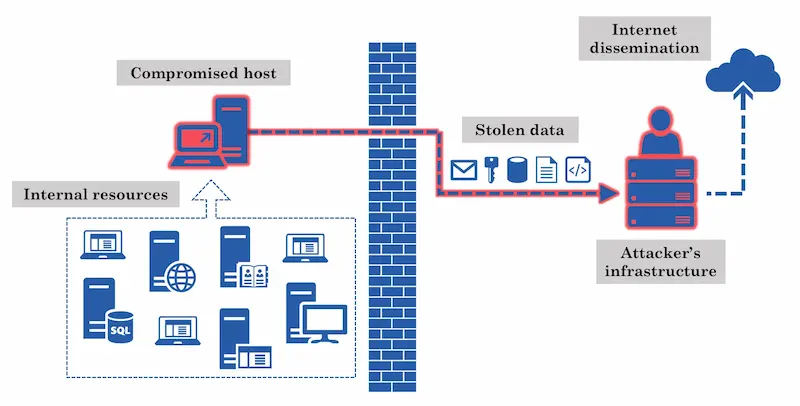 Internet
dissemination
Compromised host
Stolen data
Internal resources
</>
SQL
Attacker's
infrastructure